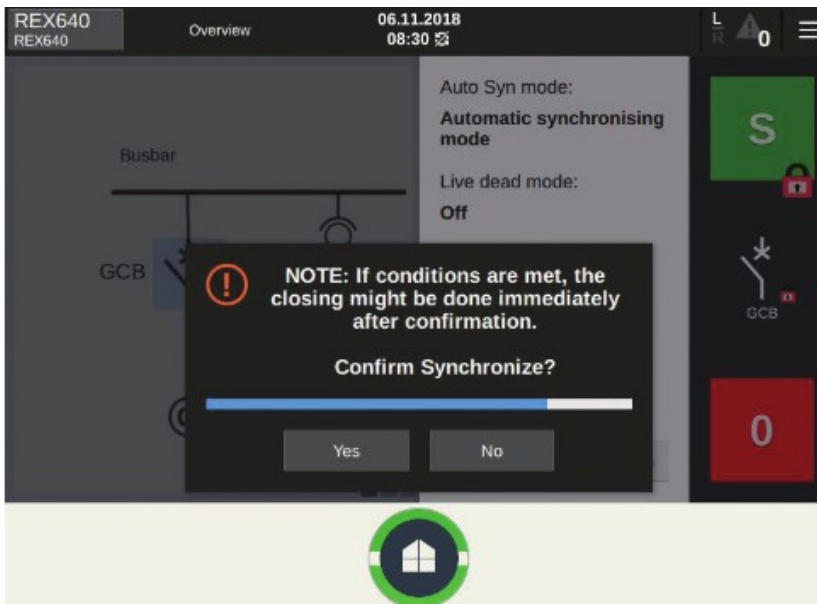 REX640
REX640
Overview
06.11.2018
08:30
L
R
0
Auto Syn mode:
Automatic synchronising
mode
Live dead mode:
Off
Busbar
GCB
S
GCB
0
NOTE: If conditions are met, the
closing might be done immediately
after confirmation.
Confirm Synchronize?
Yes
No